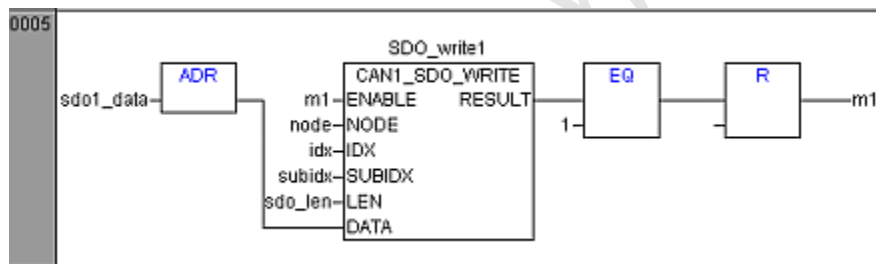 0005
SDO_write1
ADR
CAN1_SDO_WRITE
EQ
R
sdo1_data
m1
ENABLE
RESULT
m1
node
NODE
1
idx
IDX
subidx
SUBIDX
sdo_len
LEN
DATA